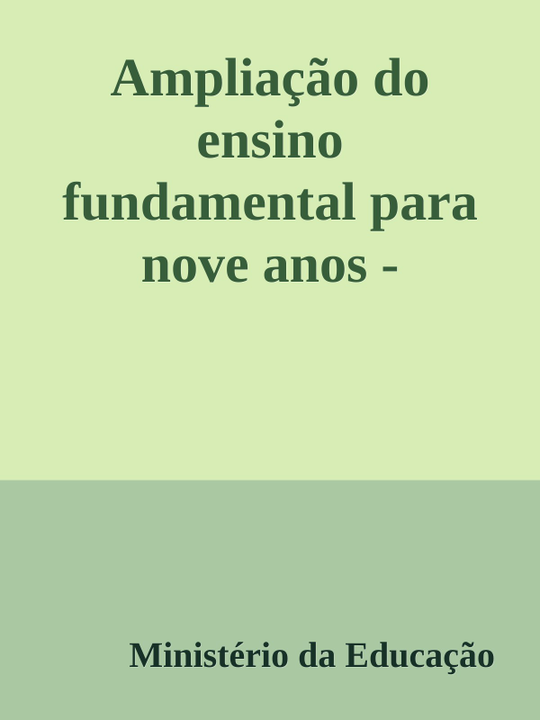 Ampliação do
ensino
fundamental para
nove anos -
Ministério da Educação